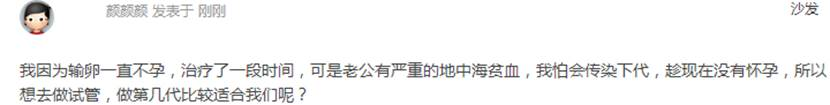 颜颜颜 发表于 刚刚 沙发
我因为输卵一直不孕，治疗了一段时间，可是老公有严重的地中海贫血，我怕会传染下代，趁现在没有怀孕，所以
想去做试管，做第几代比较适合我们呢？